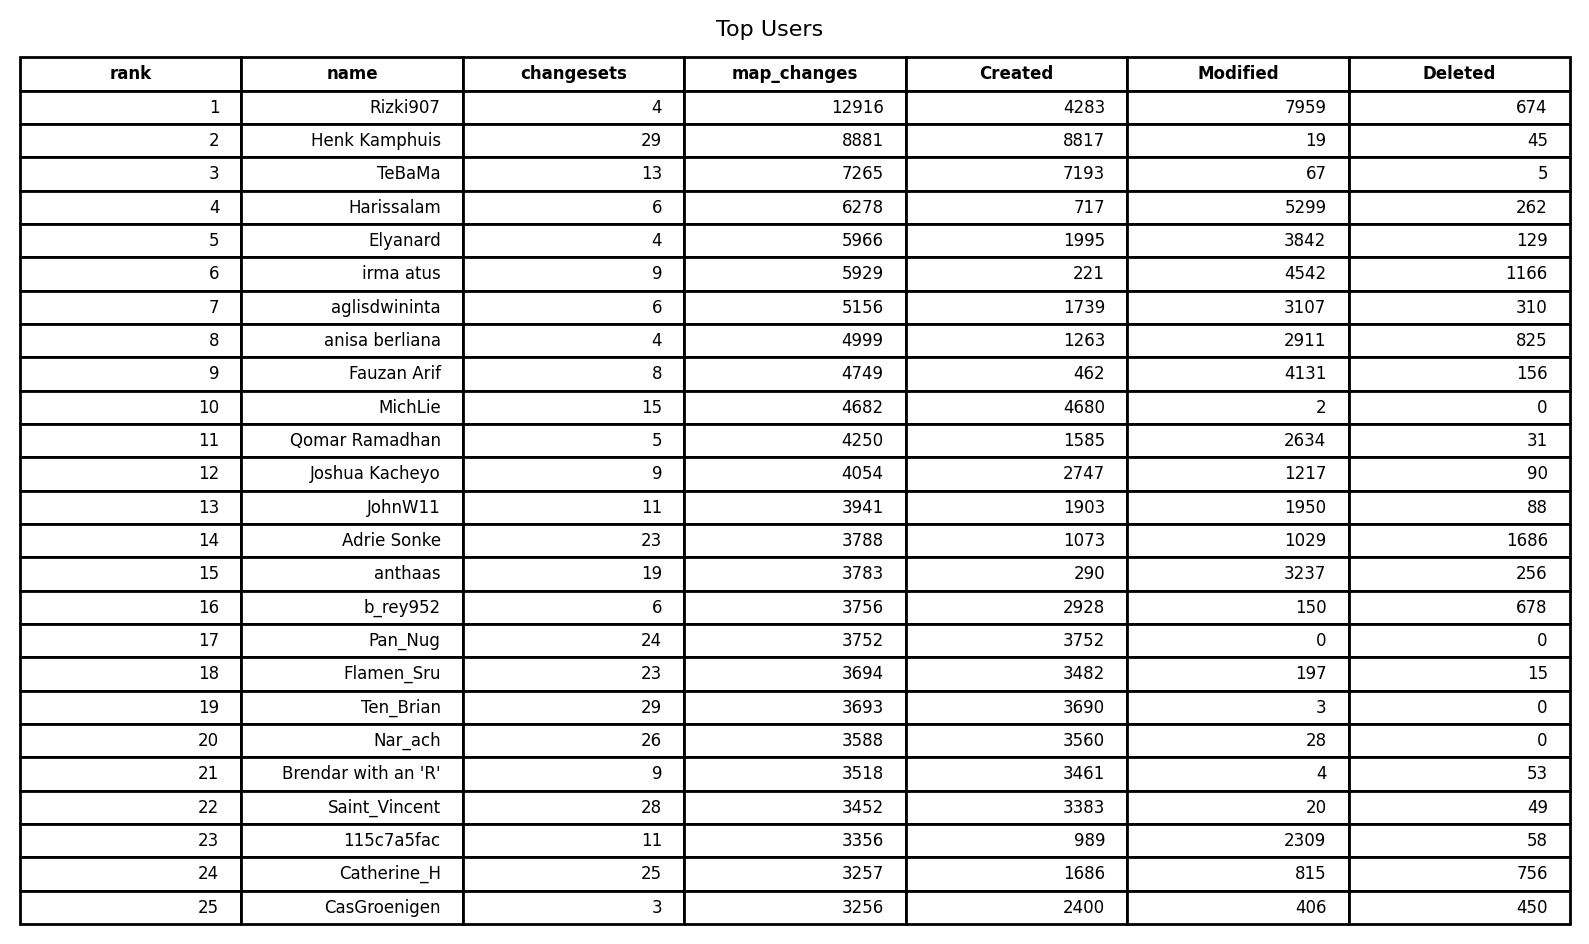 Top Users
rank name changesets map_changes Created Modified Deleted
1 Rizki907 4 12916 4283 7959 674
2 Henk Kamphuis 29 8881 8817 19 45
3 TeBaMa 13 7265 7193 67 5
4 Harissalam 6 6278 717 5299 262
5 Elyanard 4 5966 1995 3842 129
6 irma atus 9 5929 221 4542 1166
7 aglisdwininta 6 5156 1739 3107 310
8 anisa berliana 4 4999 1263 2911 825
9 Fauzan Arif 8 4749 462 4131 156
10 MichLie 15 4682 4680 2 0
11 Qomar Ramadhan 5 4250 1585 2634 31
12 Joshua Kacheyo 9 4054 2747 1217 90
13 JohnW11 11 3941 1903 1950 88
14 Adrie Sonke 23 3788 1073 1029 1686
15 anthaas 19 3783 290 3237 256
16 b_rey952 6 3756 2928 150 678
17 Pan_Nug 24 3752 3752 0 0
18 Flamen_Sru 23 3694 3482 197 15
19 Ten_Brian 29 3693 3690 3 0
20 Nar_ach 26 3588 3560 28 0
21 Brendar with an 'R' 9 3518 3461 4 53
22 Saint_Vincent 28 3452 3383 20 49
23 115c7a5fac 11 3356 989 2309 58
24 Catherine_H 25 3257 1686 815 756
25 CasGroenigen 3 3256 2400 406 450